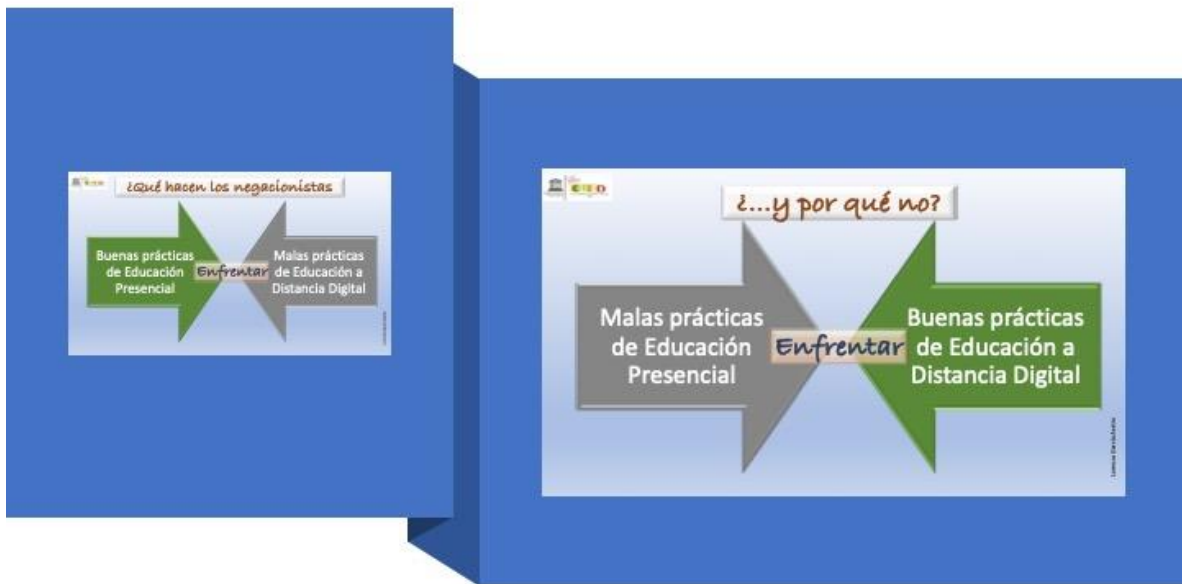 ¿Qué hacen los negacionistas
Buenas prácticas
de Educación
Presencial
Enfrentar
Malas prácticas
de Educación a
Distancia Digital
¿...y por qué no?
Malas prácticas
de Educación
Presencial
Enfrentar
Buenas prácticas
de Educación a
Distancia Digital